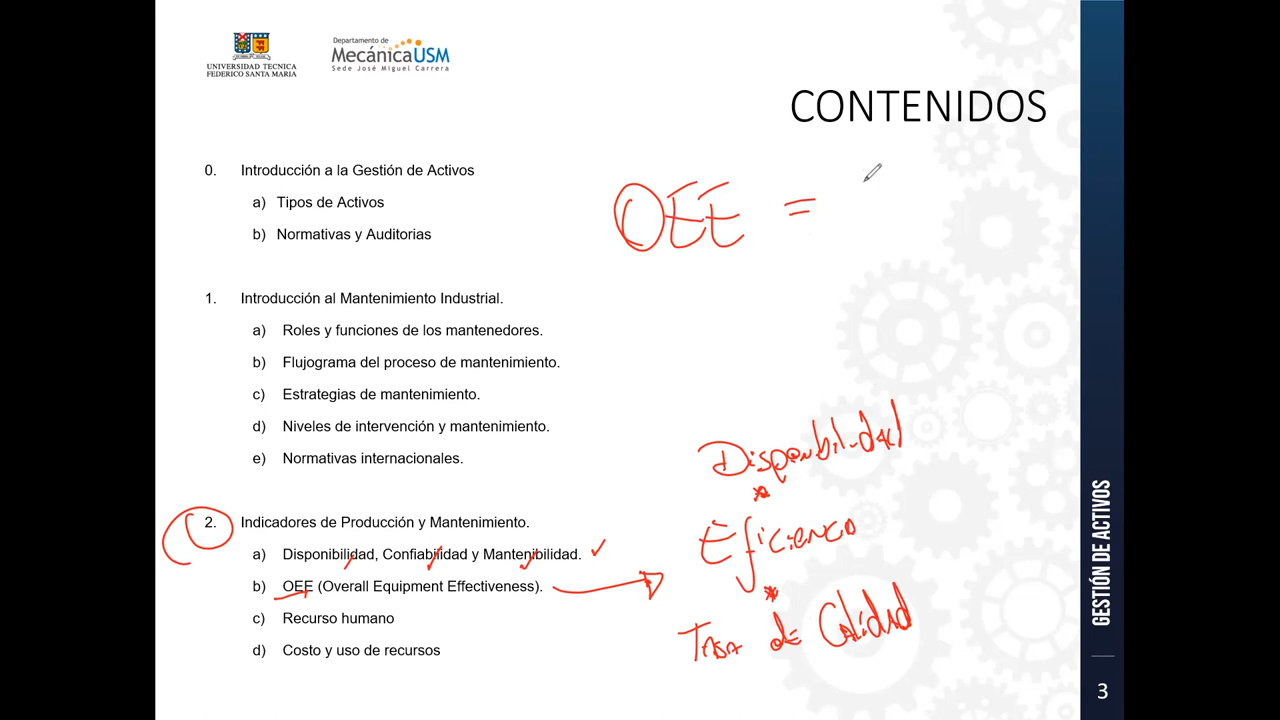 UNIVERSIDAD TECNICA
FEDERICO SANTA MARIA
Departamento de
MecánicaUSM
Sede José Miguel Carrera
CONTENIDOS
0. Introducción a la Gestión de Activos
a) Tipos de Activos
b) Normativas y Auditorias
OEE =
1. Introducción al Mantenimiento Industrial.
a) Roles y funciones de los mantenedores.
b) Flujograma del proceso de mantenimiento.
c) Estrategias de mantenimiento.
d) Niveles de intervención y mantenimiento.
e) Normativas internacionales.
2. Indicadores de Producción y Mantenimiento.
a) Disponibilidad, Confiabilidad y Mantenibilidad.
b) OEE (Overall Equipment Effectiveness).
c) Recurso humano
d) Costo y uso de recursos
Disponibilidad
*
Eficiencia
*
Tasa de Calidad
GESTIÓN DE ACTIVOS
3